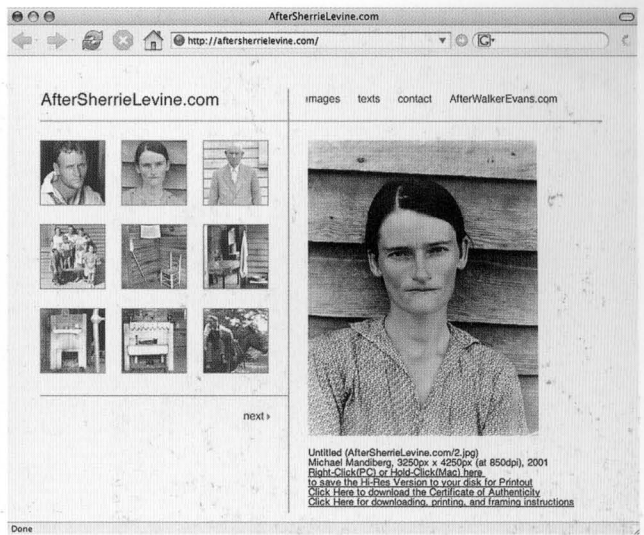 AfterSherrieLevine.com
http://aftersherrielevine.com/
G
AfterSherrieLevine.com
images texts contact AfterWalkerEvans.com
next ›
Untitled (AfterSherrieLevine.com/2.jpg)
Michael Mandiberg, 3250px x 4250px (at 850dpi), 2001
Right-Click(PC) or Hold-Click(Mac) here
to save the Hi-Res Version to your disk for Printout
Click Here to download the Certificate of Authenticity
Click Here for downloading, printing, and framing instructions
Done